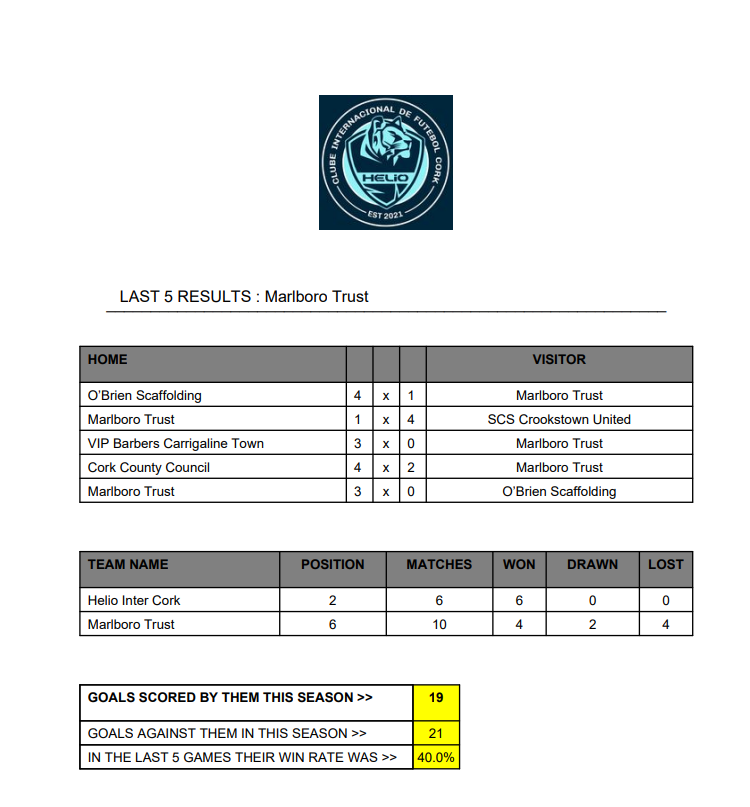 CLUBE INTERNACIONAL DE FUTEBOL CORK
HELIO
EST 2021
LAST 5 RESULTS : Marlboro Trust
HOME VISITOR
O'Brien Scaffolding 4 x 1 Marlboro Trust
Marlboro Trust 1 x 4 SCS Crookstown United
VIP Barbers Carrigaline Town 3 x 0 Marlboro Trust
Cork County Council 4 x 2 Marlboro Trust
Marlboro Trust 3 x 0 O'Brien Scaffolding
TEAM NAME POSITION MATCHES WON DRAWN LOST
Helio Inter Cork 2 6 6 0 0
Marlboro Trust 6 10 4 2 4
GOALS SCORED BY THEM THIS SEASON >> 19
GOALS AGAINST THEM IN THIS SEASON >> 21
IN THE LAST 5 GAMES THEIR WIN RATE WAS >> 40.0%